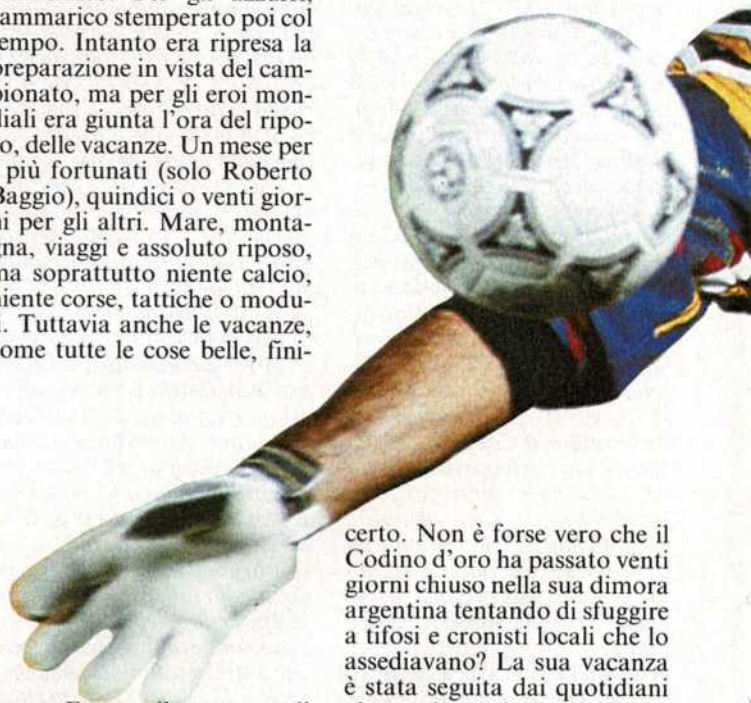 ammarico stemperato poi col
empo. Intanto era ripresa la
preparazione in vista del cam-
pionato, ma per gli eroi mon-
diali era giunta l'ora del ripo-
o, delle vacanze. Un mese per
più fortunati (solo Roberto
Baggio), quindici o venti gior-
ni per gli altri. Mare, monta-
gna, viaggi e assoluto riposo,
ma soprattutto niente calcio,
niente corse, tattiche o modu-
i. Tuttavia anche le vacanze,
come tutte le cose belle, fini-
certo. Non è forse vero che il
Codino d'oro ha passato venti
giorni chiuso nella sua dimora
argentina tentando di sfuggire
a tifosi e cronisti locali che lo
assediavano? La sua vacanza
è stata seguita dai quotidiani